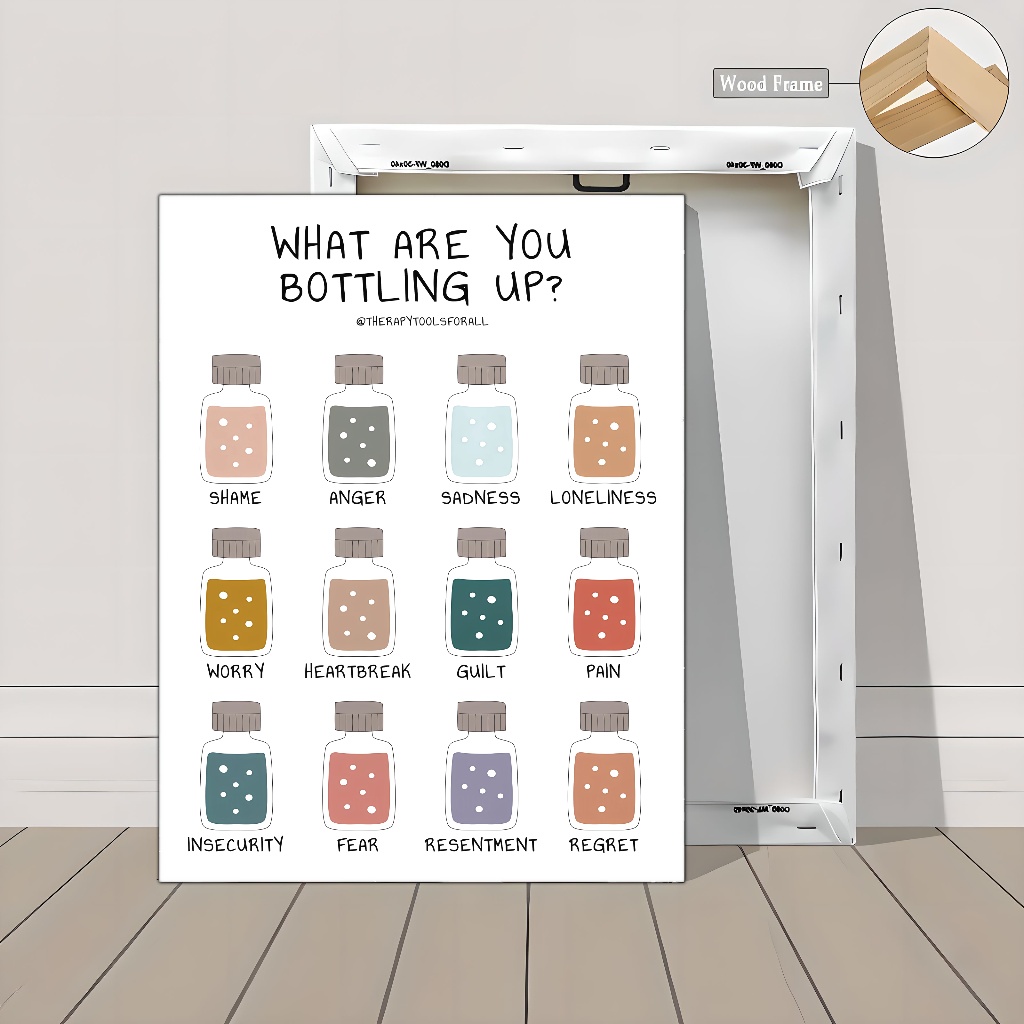 Wood Frame
WHAT ARE YOU
BOTTLING UP?
@THERAPYTOOLSFORALL
SHAME
ANGER
SADNESS
LONELINESS
WORRY
HEARTBREAK
GUILT
PAIN
INSECURITY
FEAR
RESENTMENT
REGRET